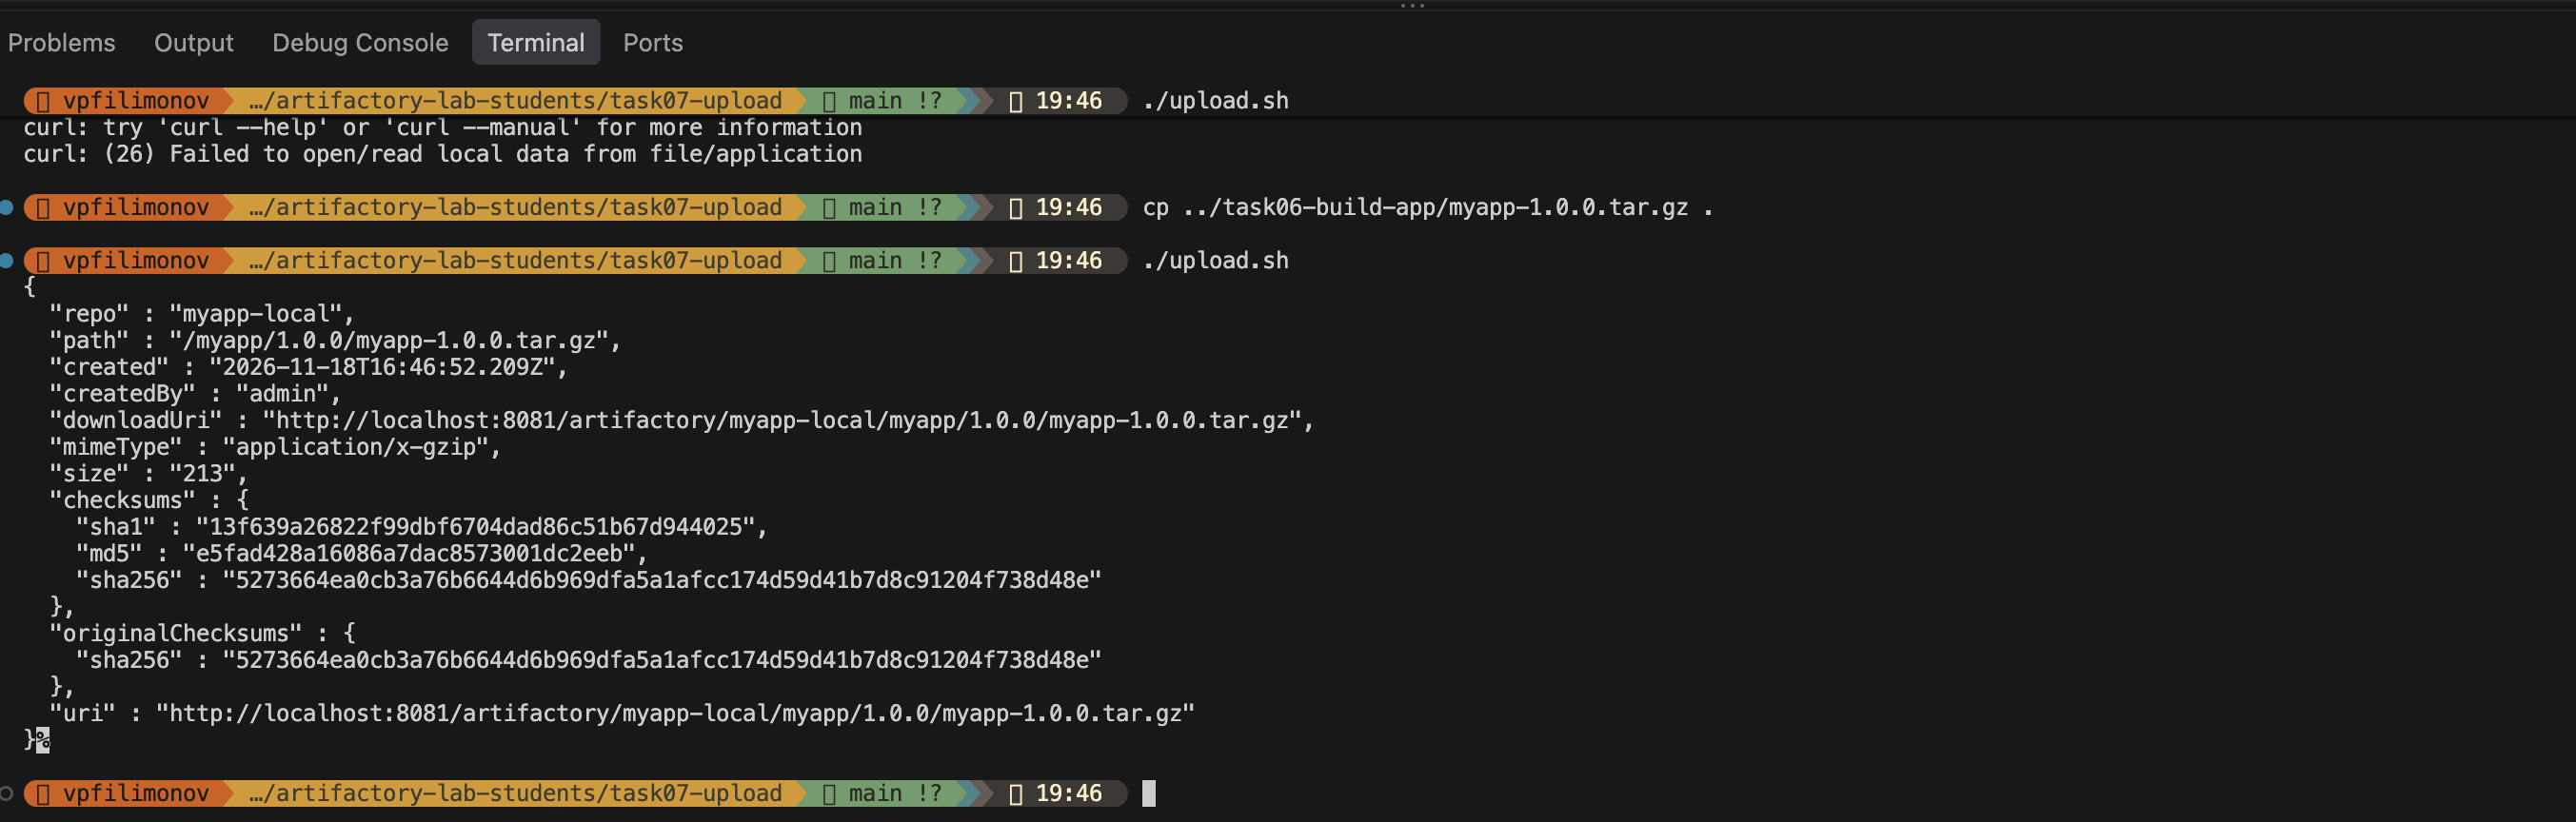 Problems Output Debug Console Terminal Ports
vpfilimonov …/artifactory-lab-students/task07-upload main !? 19:46 ./upload.sh
curl: try 'curl --help' or 'curl --manual' for more information
curl: (26) Failed to open/read local data from file/application
vpfilimonov …/artifactory-lab-students/task07-upload main !? 19:46 cp ../task06-build-app/myapp-1.0.0.tar.gz .
vpfilimonov …/artifactory-lab-students/task07-upload main !? 19:46 ./upload.sh
{
  "repo" : "myapp-local",
  "path" : "/myapp/1.0.0/myapp-1.0.0.tar.gz",
  "created" : "2026-11-18T16:46:52.209Z",
  "createdBy" : "admin",
  "downloadUri" : "http://localhost:8081/artifactory/myapp-local/myapp/1.0.0/myapp-1.0.0.tar.gz",
  "mimeType" : "application/x-gzip",
  "size" : "213",
  "checksums" : {
    "sha1" : "13f639a26822f99dbf6704dad86c51b67d944025",
    "md5" : "e5fad428a16086a7dac8573001dc2eeb",
    "sha256" : "5273664ea0cb3a76b6644d6b969dfa5a1afcc174d59d41b7d8c91204f738d48e"
  },
  "originalChecksums" : {
    "sha256" : "5273664ea0cb3a76b6644d6b969dfa5a1afcc174d59d41b7d8c91204f738d48e"
  },
  "uri" : "http://localhost:8081/artifactory/myapp-local/myapp/1.0.0/myapp-1.0.0.tar.gz"
}%
vpfilimonov …/artifactory-lab-students/task07-upload main !? 19:46